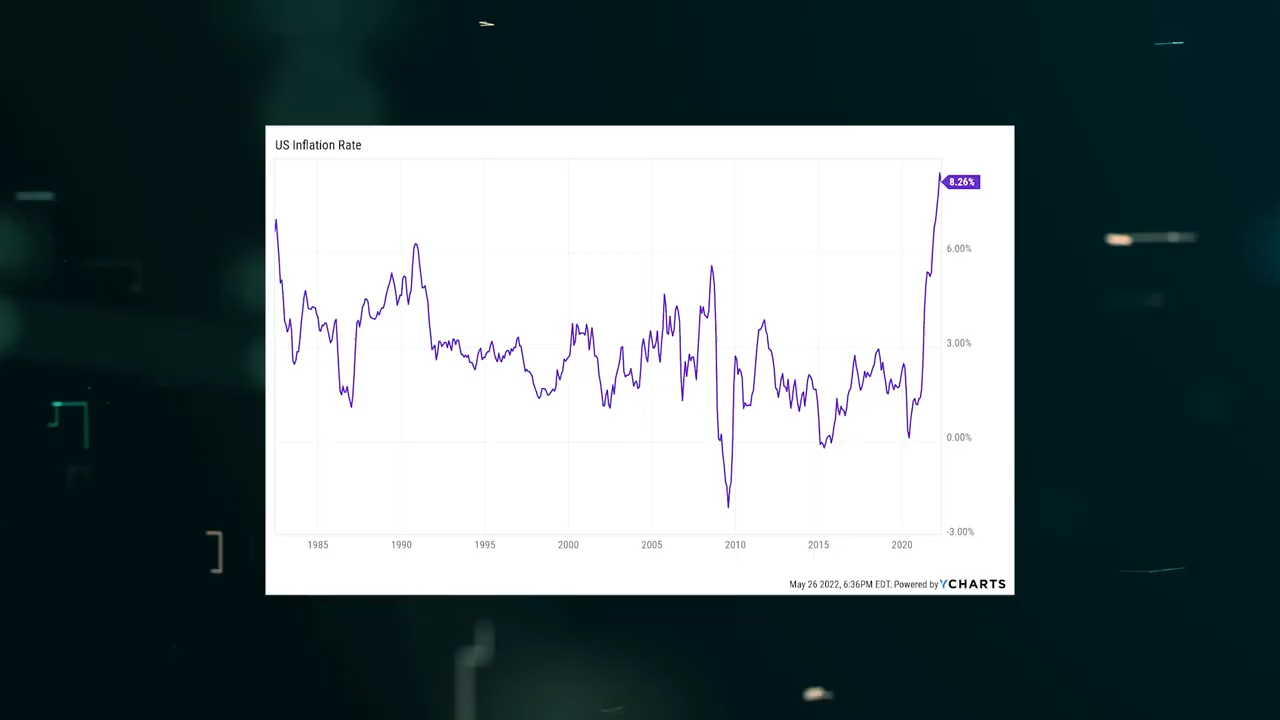 US Inflation Rate
8.26%
6.00%
3.00%
0.00%
-3.00%
1985 1990 1995 2000 2005 2010 2015 2020
May 26 2022, 6:36PM EDT. Powered by YCHARTS